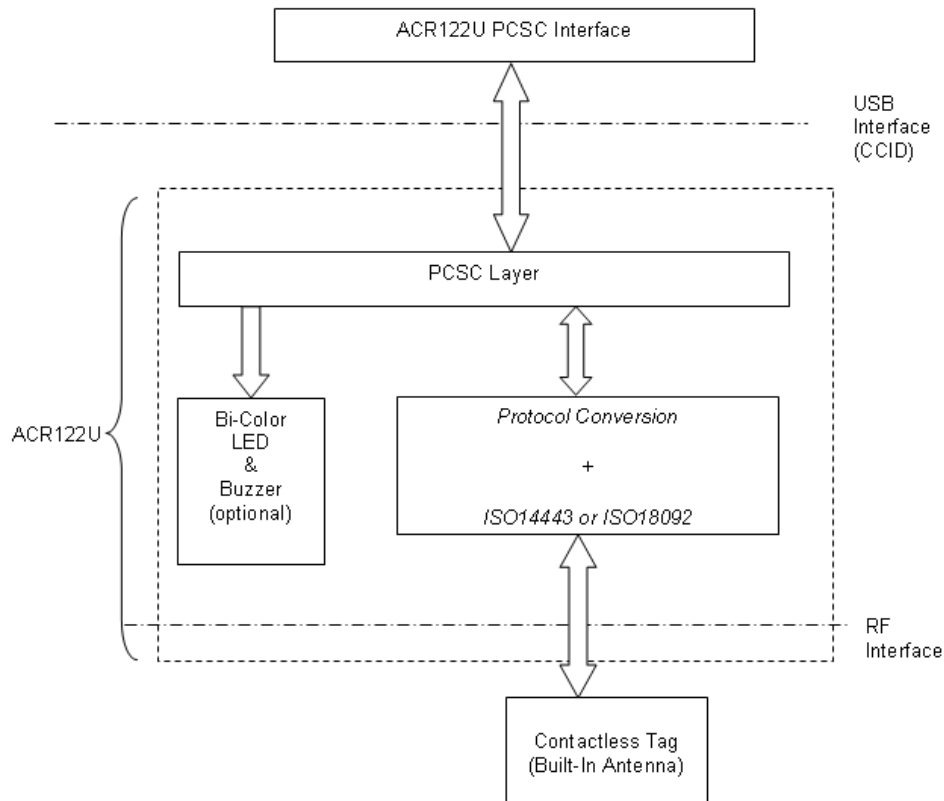 ACR122U PCSC Interface
USB
Interface
(CCID)
PCSC Layer
Bi-Color
LED
&
Buzzer
(optional)
Protocol Conversion
+
ISO14443 or ISO18092
ACR122U
RF
Interface
Contactless Tag
(Built-In Antenna)